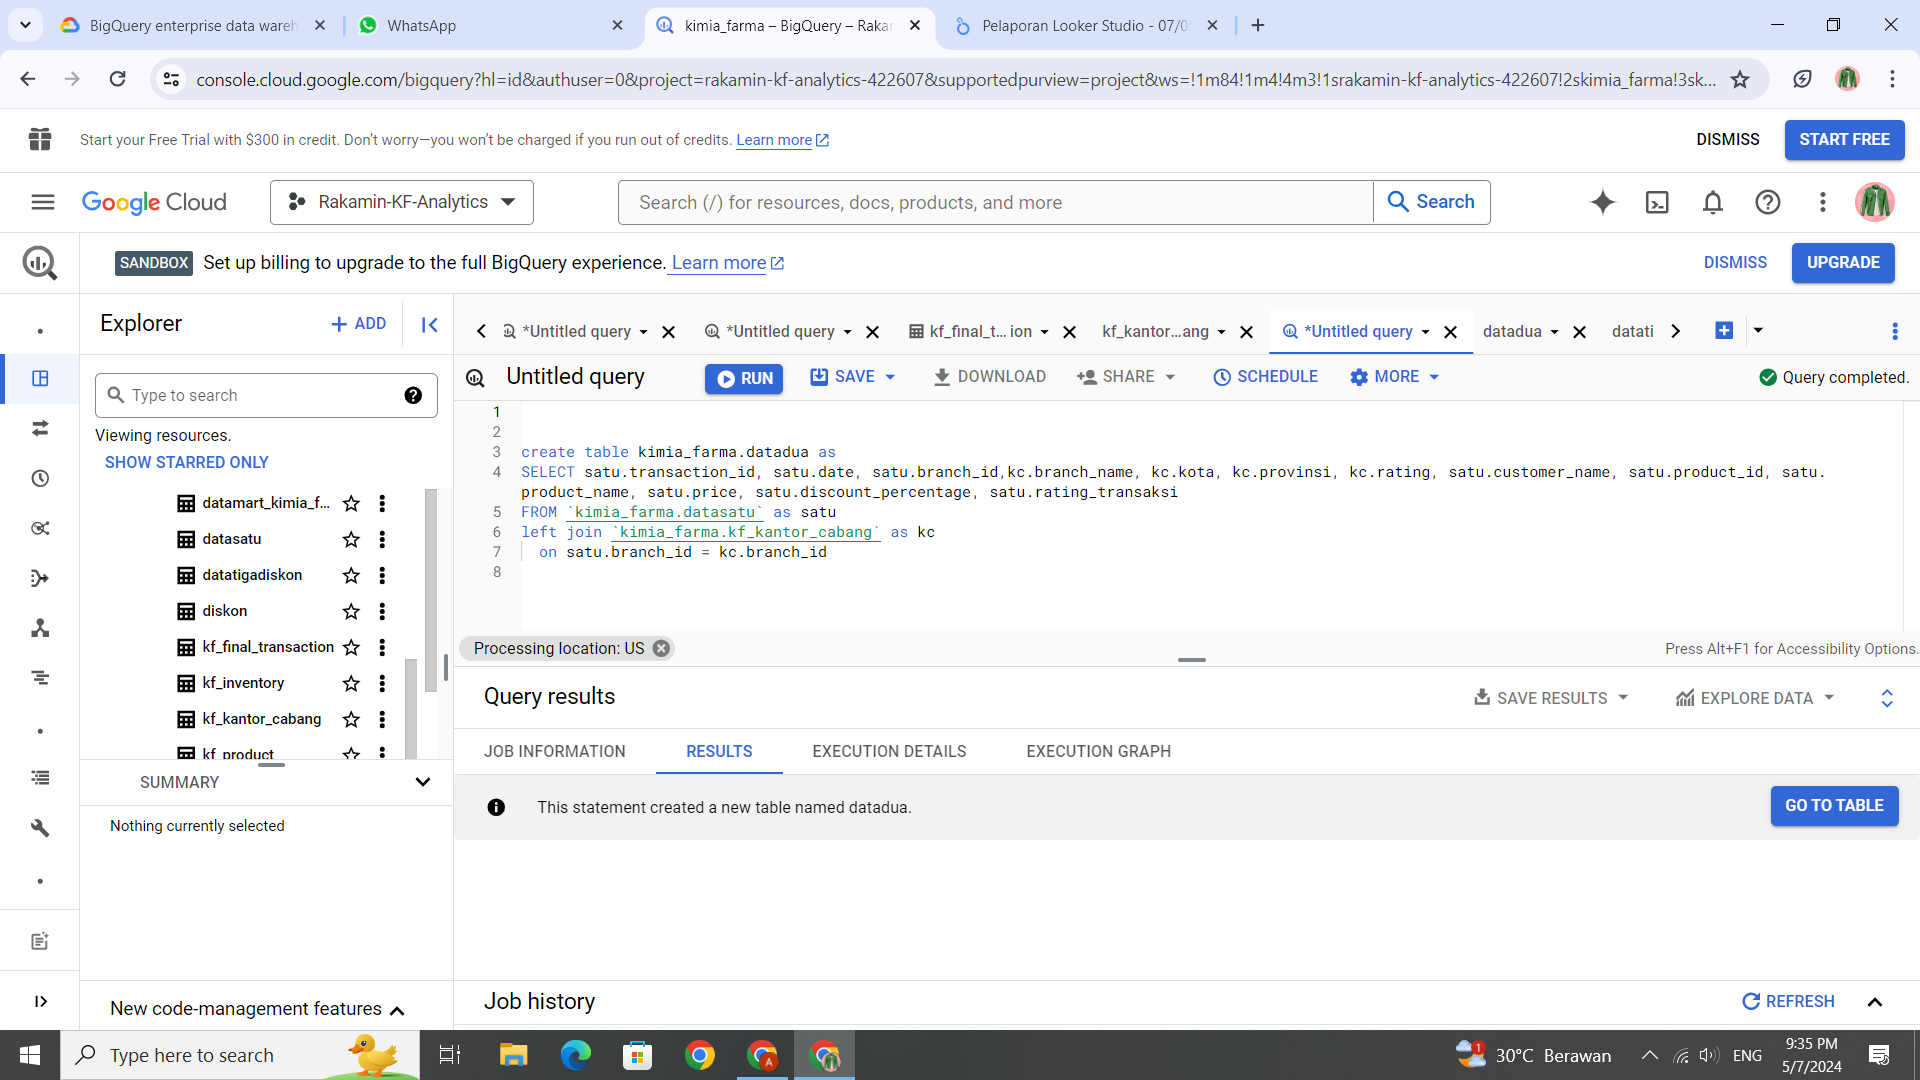 BigQuery enterprise data wareh
WhatsApp
kimia_farma – BigQuery – Rakar
Pelaporan Looker Studio - 07/0
console.cloud.google.com/bigquery?hl=id&authuser=0&project=rakamin-kf-analytics-422607&supportedpurview=project&ws=!1m84!1m4!4m3!1srakamin-kf-analytics-422607!2skimia_farma!3sk...
Start your Free Trial with $300 in credit. Don't worry—you won't be charged if you run out of credits. Learn more
DISMISS
START FREE
Google Cloud
Rakamin-KF-Analytics
Search (/) for resources, docs, products, and more
Search
SANDBOX Set up billing to upgrade to the full BigQuery experience. Learn more
DISMISS
UPGRADE
Explorer
+ ADD
*Untitled query
*Untitled query
kf_final_t... ion
kf_kantor...ang
*Untitled query
datadua
datati
Untitled query
RUN
SAVE
DOWNLOAD
SHARE
SCHEDULE
MORE
Query completed.
Type to search
Viewing resources.
SHOW STARRED ONLY
datamart_kimia_f...
datasatu
datatigadiskon
diskon
kf_final_transaction
kf_inventory
kf_kantor_cabang
kf_product
SUMMARY
Nothing currently selected
New code-management features
1
2
3 create table kimia_farma.datadua as
4 SELECT satu.transaction_id, satu.date, satu.branch_id,kc.branch_name, kc.kota, kc.provinsi, kc.rating, satu.customer_name, satu.product_id, satu.
product_name, satu.price, satu.discount_percentage, satu.rating_transaksi
5 FROM `kimia_farma.datasatu` as satu
6 left join `kimia_farma.kf_kantor_cabang` as kc
7 on satu.branch_id = kc.branch_id
8
Processing location: US
Press Alt+F1 for Accessibility Options.
Query results
SAVE RESULTS
EXPLORE DATA
JOB INFORMATION
RESULTS
EXECUTION DETAILS
EXECUTION GRAPH
This statement created a new table named datadua.
GO TO TABLE
Job history
REFRESH
Type here to search
1
30°C Berawan
ENG
9:35 PM
5/7/2024